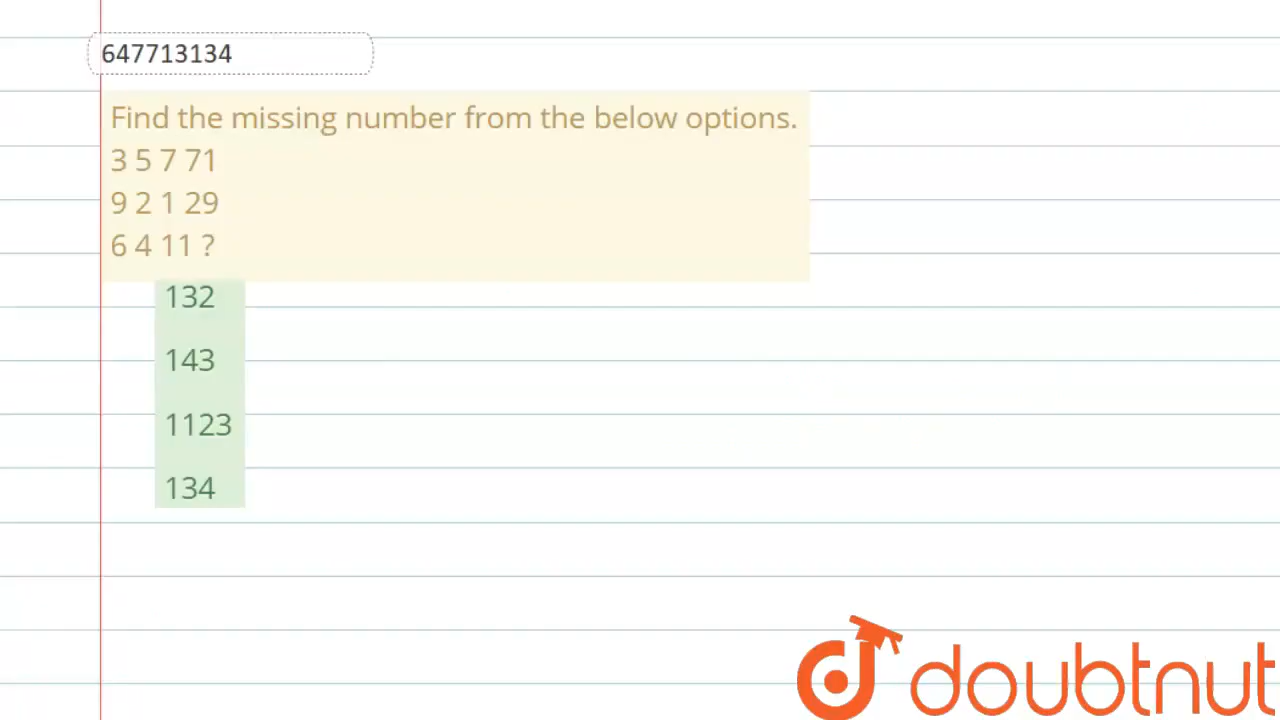 647713134
Find the missing number from the below options.
3 5 7 71
9 2 1 29
6 4 11 ?
132
143
1123
134
doubtnut